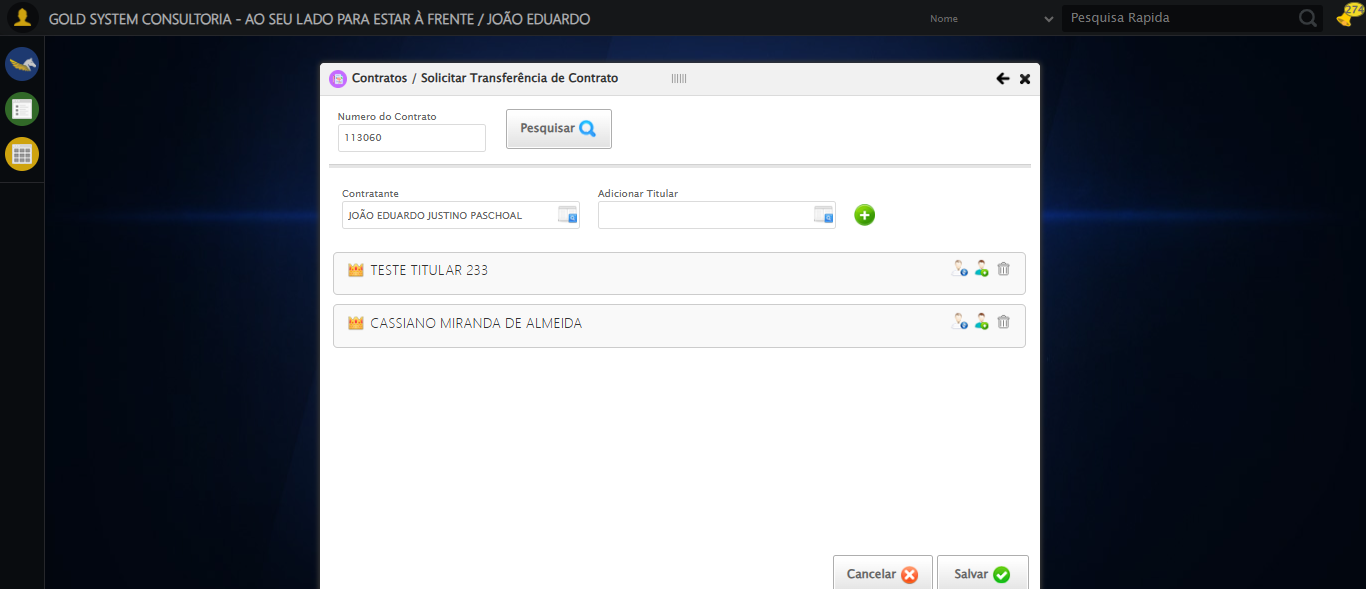 GOLD SYSTEM CONSULTORIA - AO SEU LADO PARA ESTAR À FRENTE / JOÃO EDUARDO
Nome
Pesquisa Rapida
274
Contratos / Solicitar Transferência de Contrato
Numero do Contrato
113060
Pesquisar
Contratante
Adicionar Titular
JOÃO EDUARDO JUSTINO PASCHOAL
TESTE TITULAR 233
CASSIANO MIRANDA DE ALMEIDA
Cancelar
Salvar